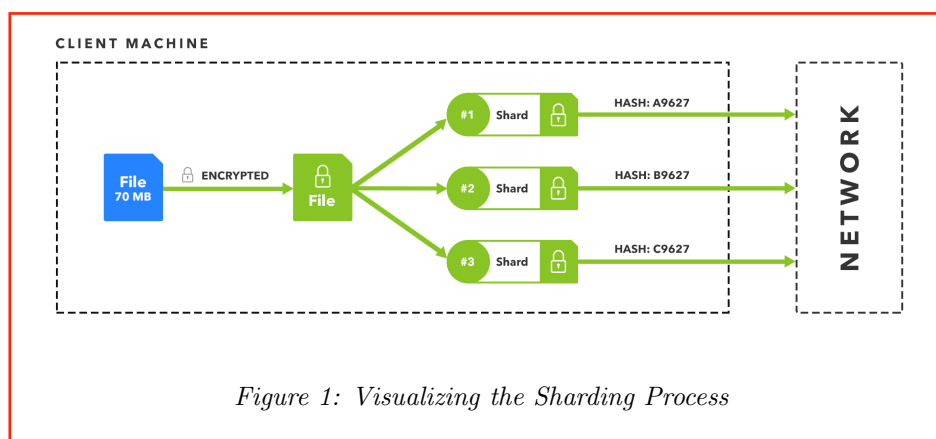 CLIENT MACHINE
File
70 MB
ENCRYPTED
File
#1 Shard
HASH: A9627
#2 Shard
HASH: B9627
#3 Shard
HASH: C9627
NETWORK
Figure 1: Visualizing the Sharding Process